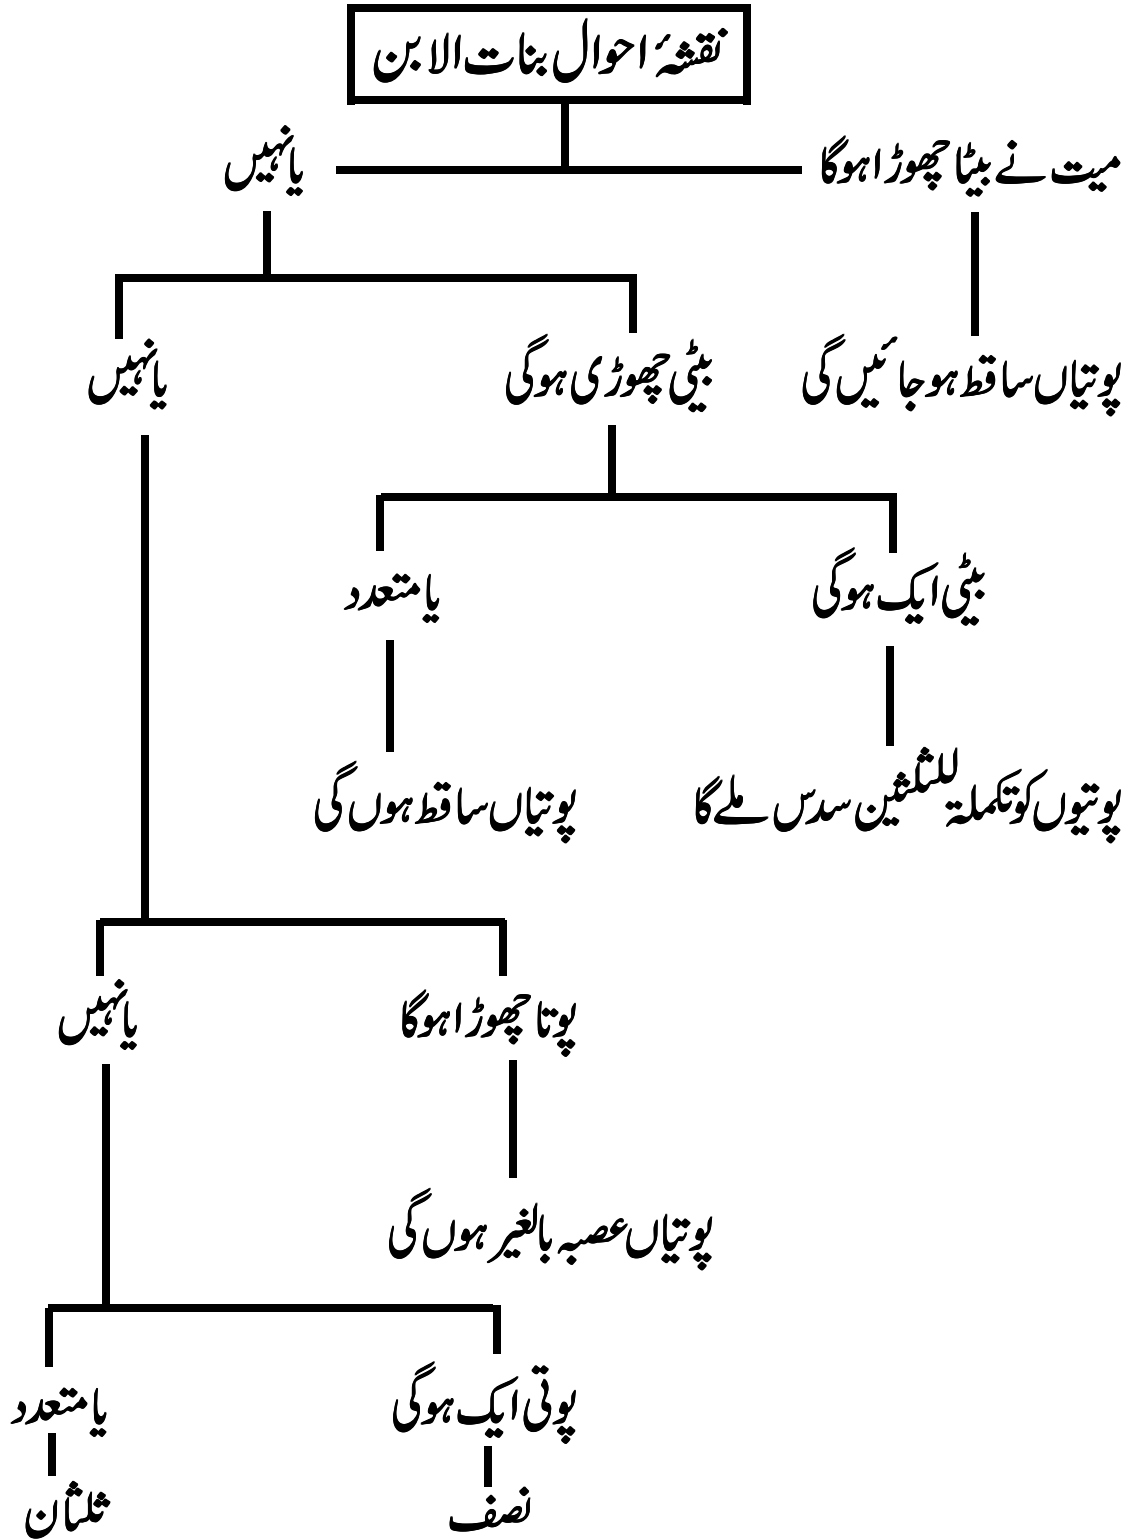 نقشۂ احوال بنات الابن
میت نے بیٹا چھوڑا ہوگا
یا نہیں
پوتیاں ساقط ہو جائیں گی
بیٹی چھوڑی ہوگی
یا نہیں
بیٹی ایک ہوگی
یا متعدد
پوتیوں کو تکملۃ للثلثین سدس ملے گا
پوتیاں ساقط ہوں گی
پوتا چھوڑا ہوگا
یا نہیں
پوتیاں عصبہ بالغیر ہوں گی
پوتی ایک ہوگی
یا متعدد
نصف
ثلثان